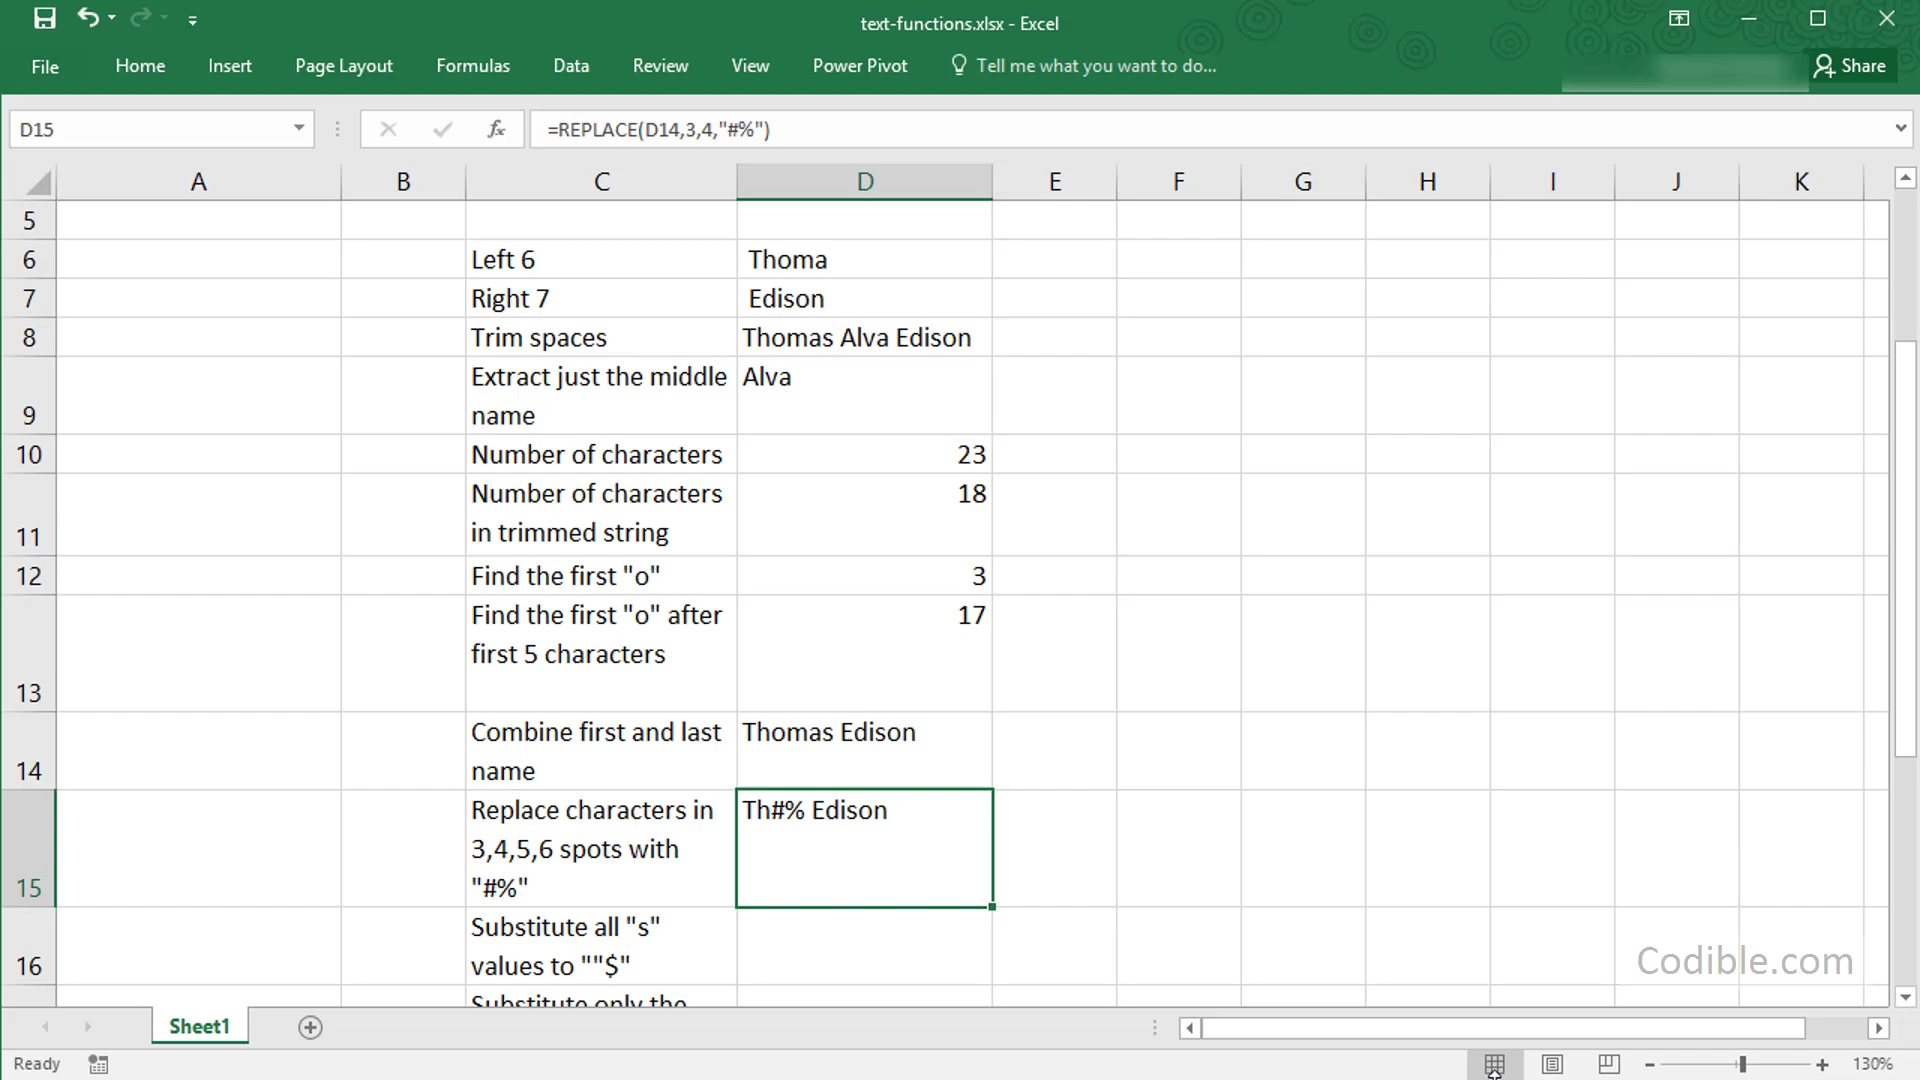 text-functions.xlsx - Excel
File Home Insert Page Layout Formulas Data Review View Power Pivot Tell me what you want to do... Share
D15 fx =REPLACE(D14,3,4,"#%")
A B C D E F G H I J K
5
6 Left 6 Thoma
7 Right 7 Edison
8 Trim spaces Thomas Alva Edison
Extract just the middle Alva
9 name
10 Number of characters 23
Number of characters 18
11 in trimmed string
12 Find the first "o" 3
Find the first "o" after 17
first 5 characters
13
Combine first and last Thomas Edison
14 name
Replace characters in Th#% Edison
3,4,5,6 spots with
15 "#%"
Substitute all "s"
16 values to ""$"
Codible.com
Substitute only the
Sheet1
Ready 130%